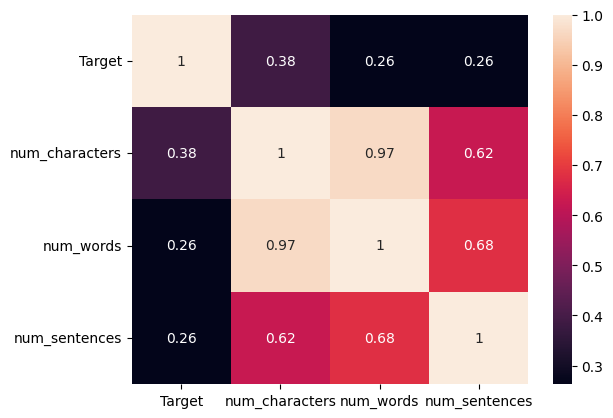 Target 1 0.38 0.26 0.26
num_characters 0.38 1 0.97 0.62
num_words 0.26 0.97 1 0.68
num_sentences 0.26 0.62 0.68 1
Target num_characters num_words num_sentences
1.0
0.9
0.8
0.7
0.6
0.5
0.4
0.3